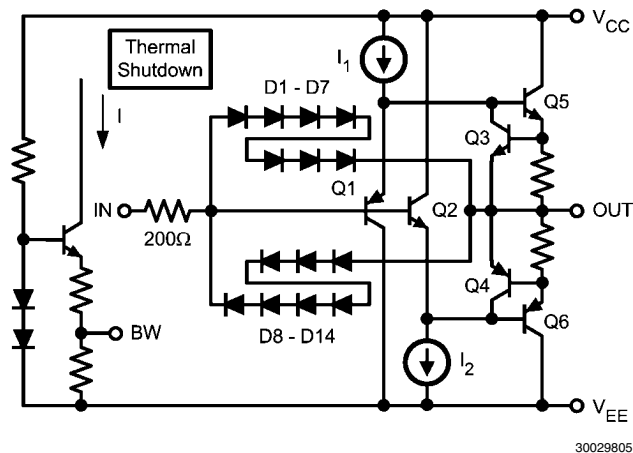 V_CC
Thermal
Shutdown
I_1
D1 - D7
I
Q5
Q3
Q1
IN
200Ω
Q2
OUT
Q4
D8 - D14
Q6
BW
I_2
V_EE
30029805